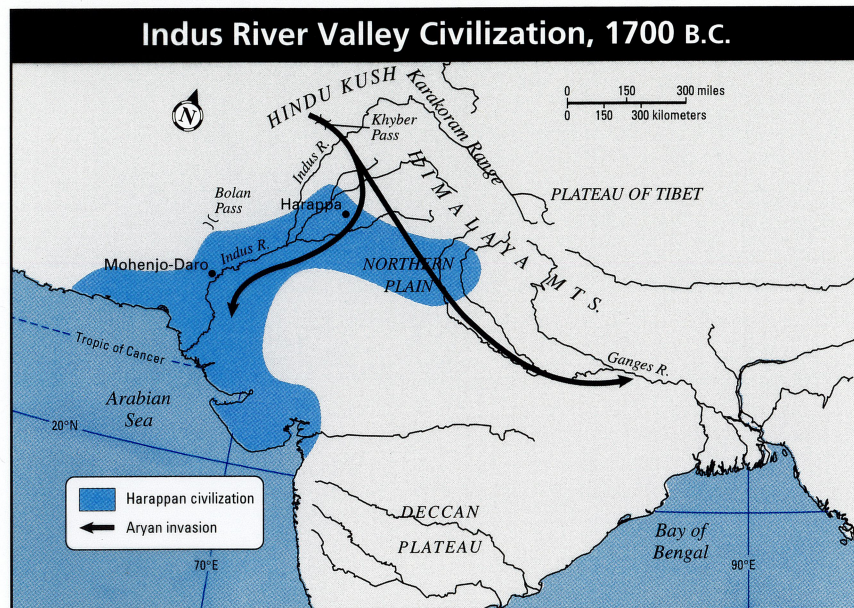 Indus River Valley Civilization, 1700 B.C.
N
HINDU KUSH
Karakoram Range
0 150 300 miles
0 150 300 kilometers
Khyber
Pass
Indus R.
HIMALAYA MTS.
PLATEAU OF TIBET
Bolan
Pass
Harappa
Indus R.
Mohenjo-Daro
NORTHERN
PLAIN
Tropic of Cancer
Ganges R.
Arabian
Sea
20°N
Harappan civilization
Aryan invasion
DECCAN
PLATEAU
Bay of
Bengal
70°E
90°E